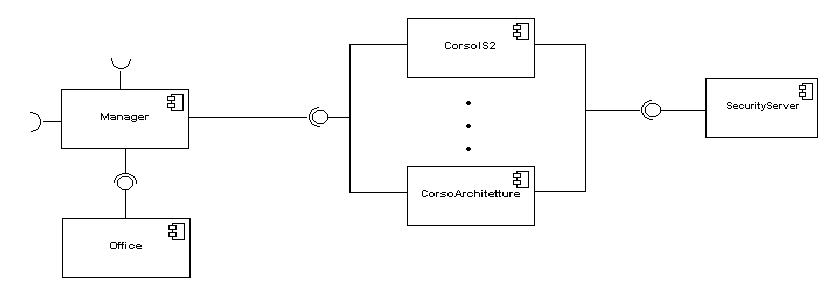 CorsoIS2
Manager
SecurityServer
CorsoArchitetture
Office